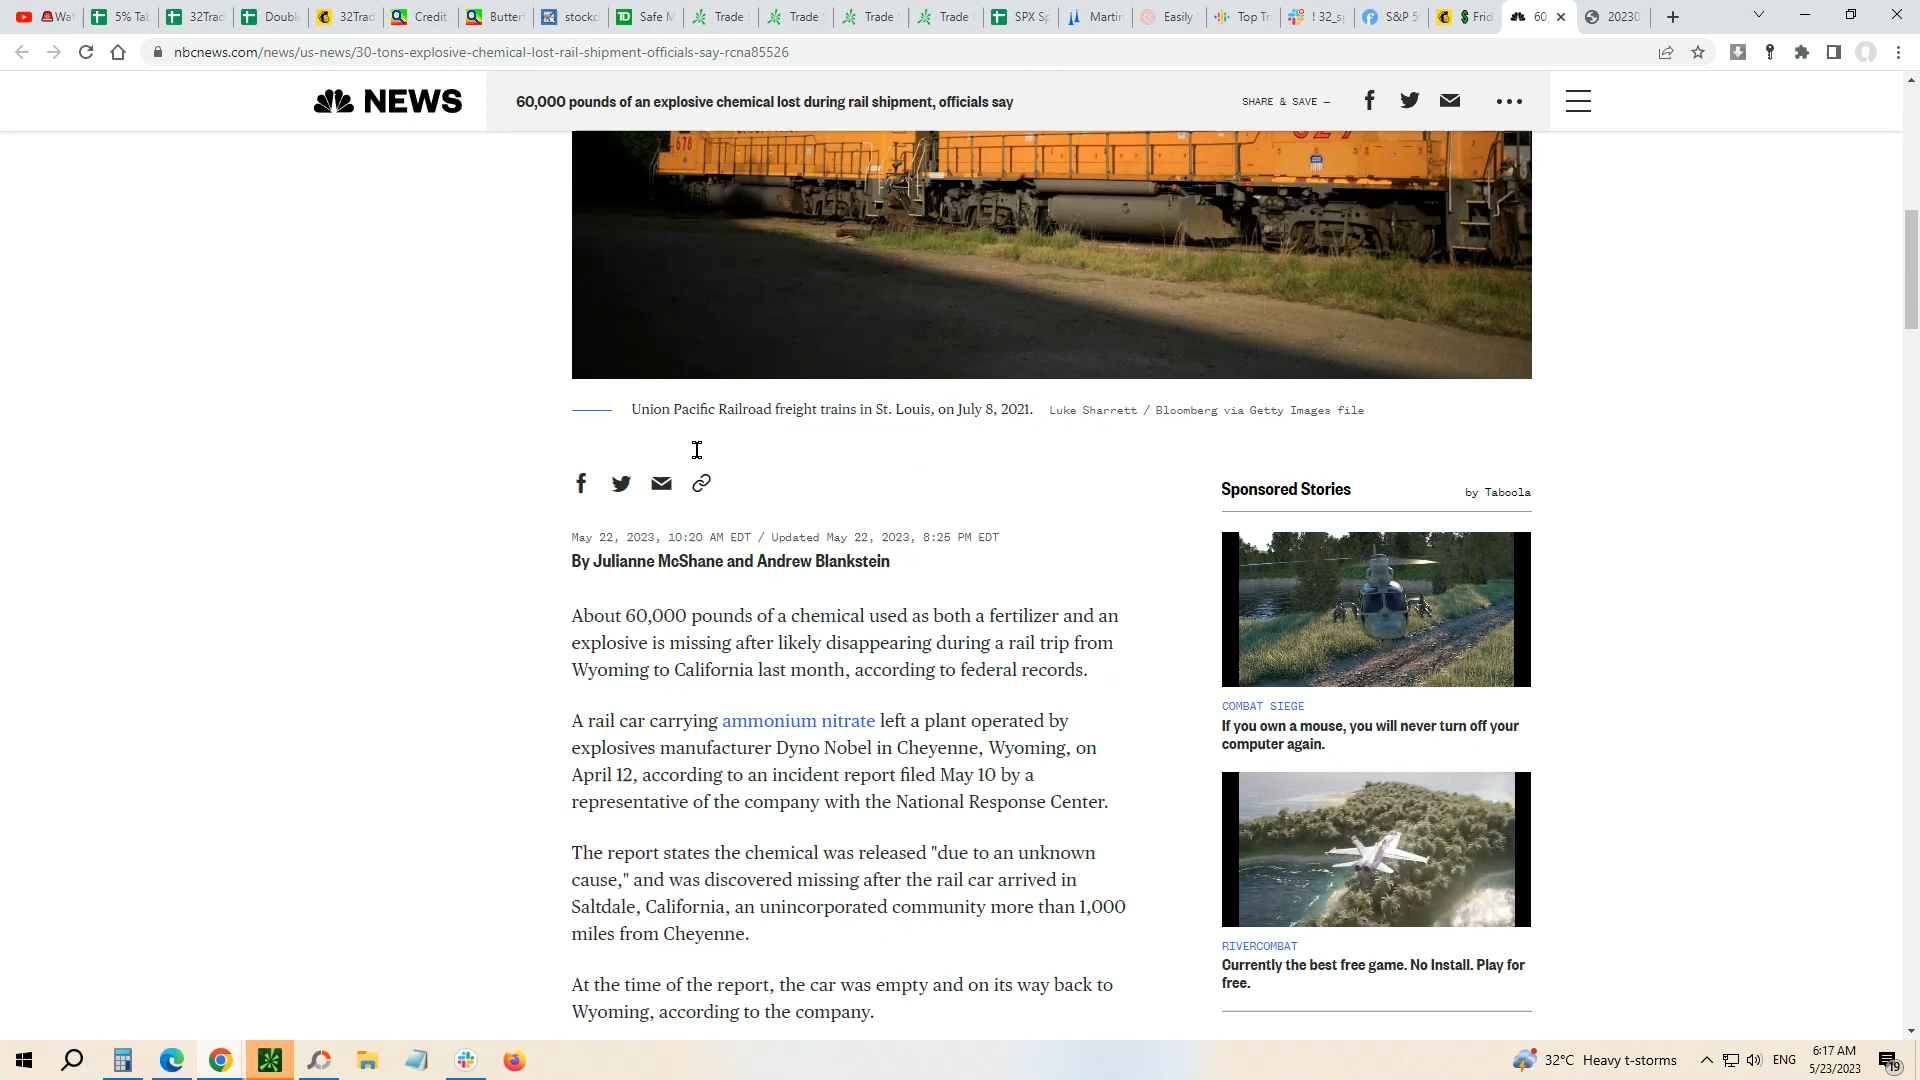 Wat
5% Tab
32Trad
Doubl
32Trad
Credit
Butter
stock
Safe M
Trade
Trade
Trade
Trade
SPX Sp
Martin
Easily
Top Tr
! 32_s
S&P 5
$ Frid
60
20230
nbcnews.com/news/us-news/30-tons-explosive-chemical-lost-rail-shipment-officials-say-rcna85526
NEWS
60,000 pounds of an explosive chemical lost during rail shipment, officials say
SHARE & SAVE —
678
Union Pacific Railroad freight trains in St. Louis, on July 8, 2021. Luke Sharrett / Bloomberg via Getty Images file
May 22, 2023, 10:20 AM EDT / Updated May 22, 2023, 8:25 PM EDT
By Julianne McShane and Andrew Blankstein
About 60,000 pounds of a chemical used as both a fertilizer and an
explosive is missing after likely disappearing during a rail trip from
Wyoming to California last month, according to federal records.
A rail car carrying ammonium nitrate left a plant operated by
explosives manufacturer Dyno Nobel in Cheyenne, Wyoming, on
April 12, according to an incident report filed May 10 by a
representative of the company with the National Response Center.
The report states the chemical was released "due to an unknown
cause," and was discovered missing after the rail car arrived in
Saltdale, California, an unincorporated community more than 1,000
miles from Cheyenne.
At the time of the report, the car was empty and on its way back to
Wyoming, according to the company.
Sponsored Stories
by Taboola
COMBAT SIEGE
If you own a mouse, you will never turn off your
computer again.
RIVERCOMBAT
Currently the best free game. No Install. Play for
free.
32°C Heavy t-storms
ENG
6:17 AM
5/23/2023
19